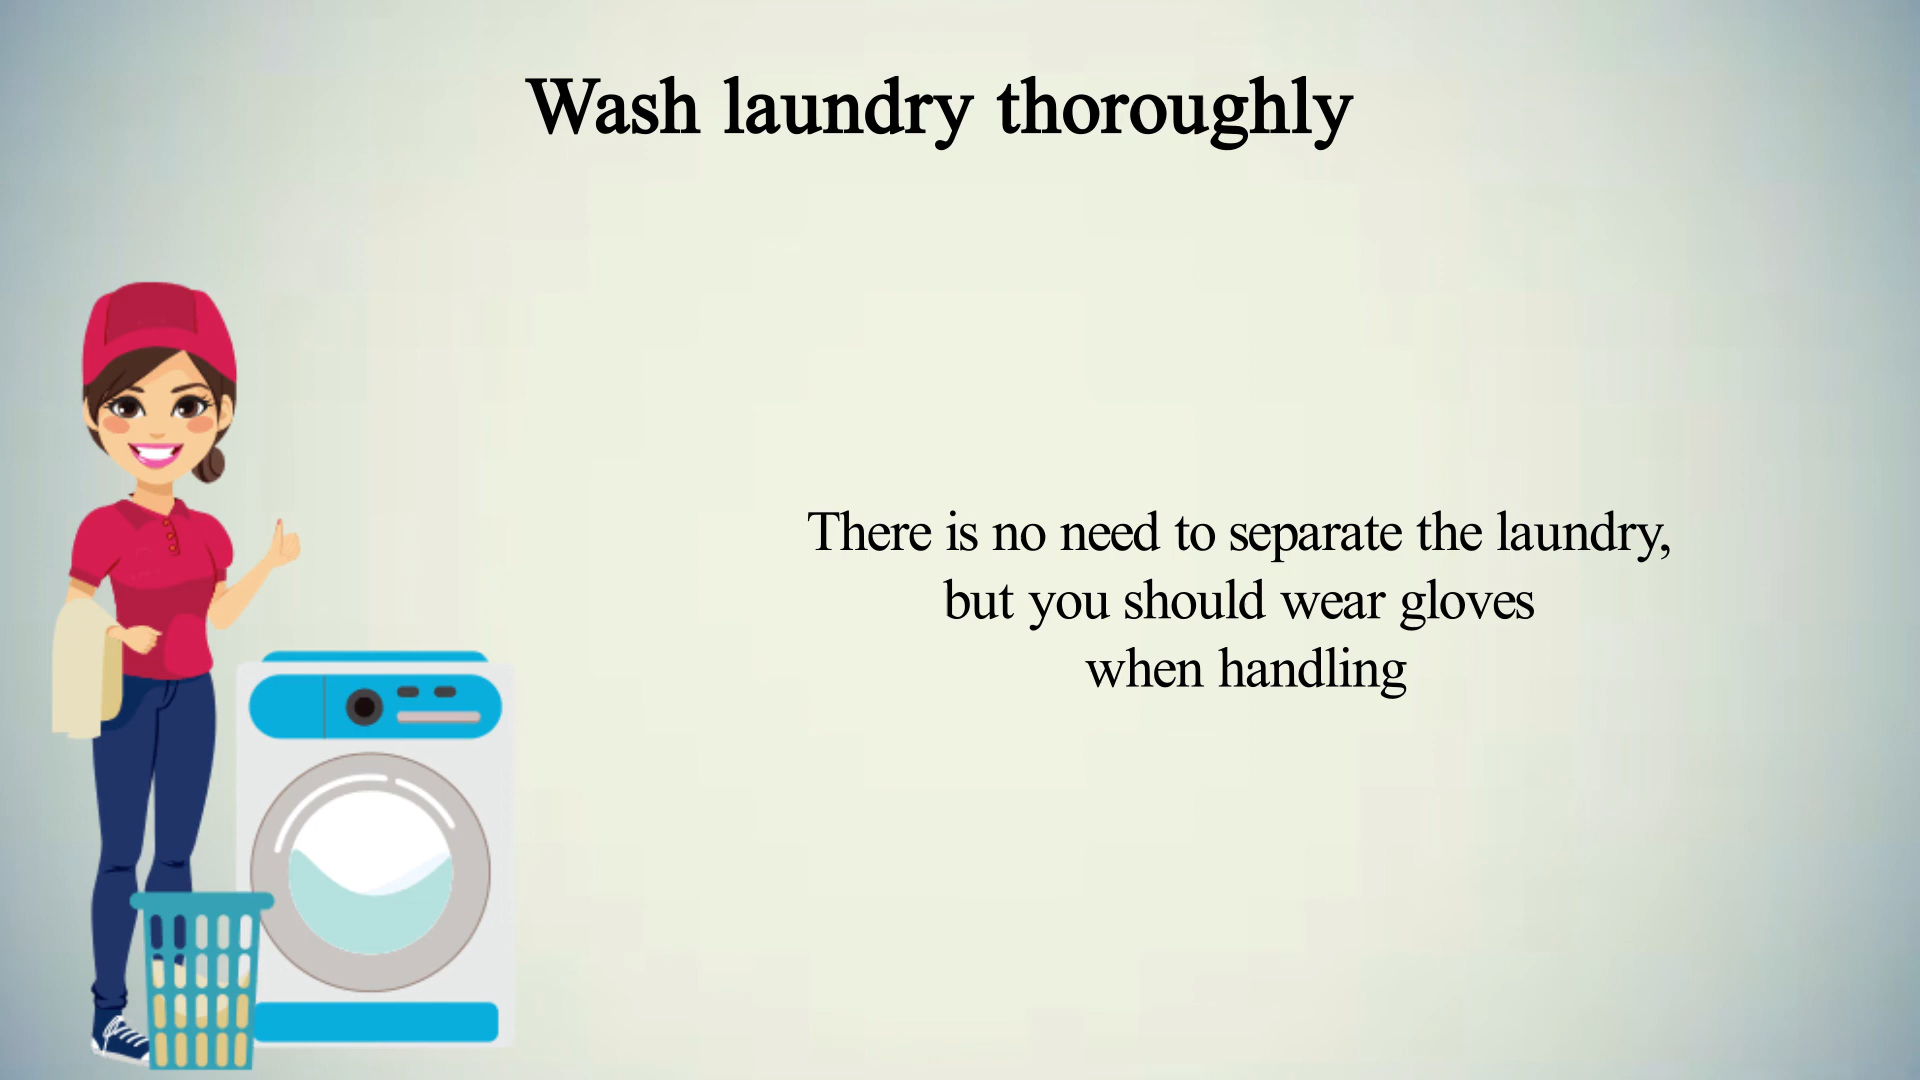 Wash laundry thoroughly
There is no need to separate the laundry,
but you should wear gloves
when handling